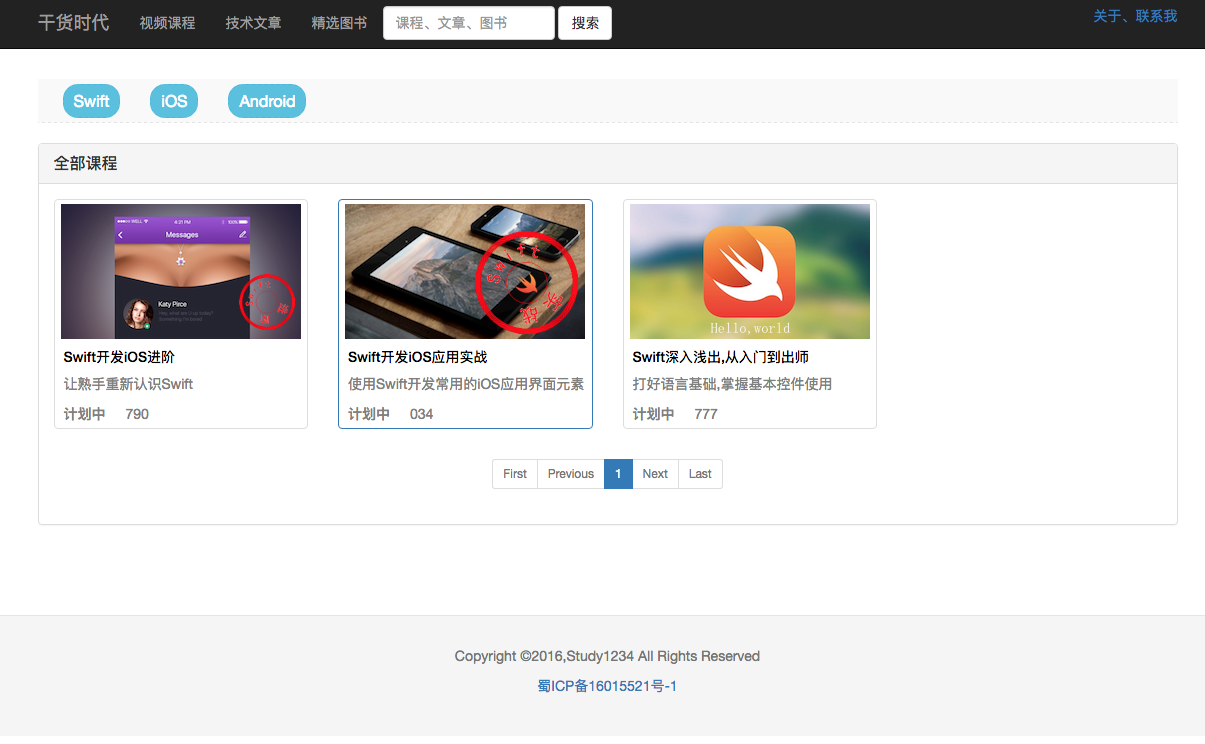 干货时代 视频课程 技术文章 精选图书 课程、文章、图书 搜索 关于、联系我
Swift iOS Android
全部课程
WELL 4:21 PM 100%
Messages
Katy Pirce
Swift
Hello,world
Swift开发iOS进阶
让熟手重新认识Swift
计划中 790
Swift开发iOS应用实战
使用Swift开发常用的iOS应用界面元素
计划中 034
Swift深入浅出,从入门到出师
打好语言基础,掌握基本控件使用
计划中 777
First Previous 1 Next Last
Copyright ©2016,Study1234 All Rights Reserved
蜀ICP备16015521号-1